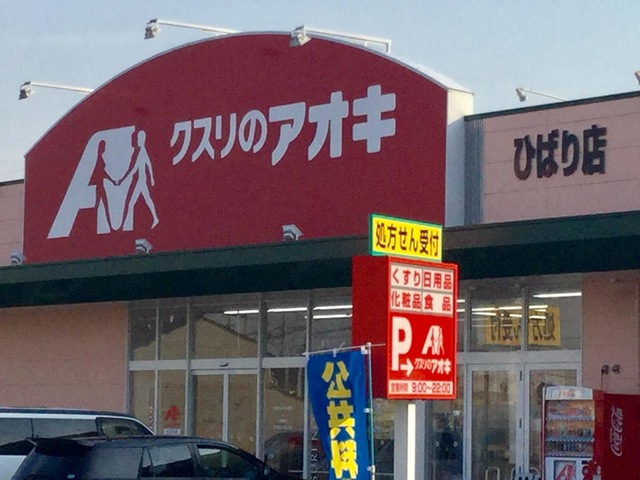 クスリのアオキ
ひばり店
処方せん受付
くすり 日用品
化粧品 食品
P
クスリのアオキ
営業時間 9:00~22:00
公共料
Coca-Cola